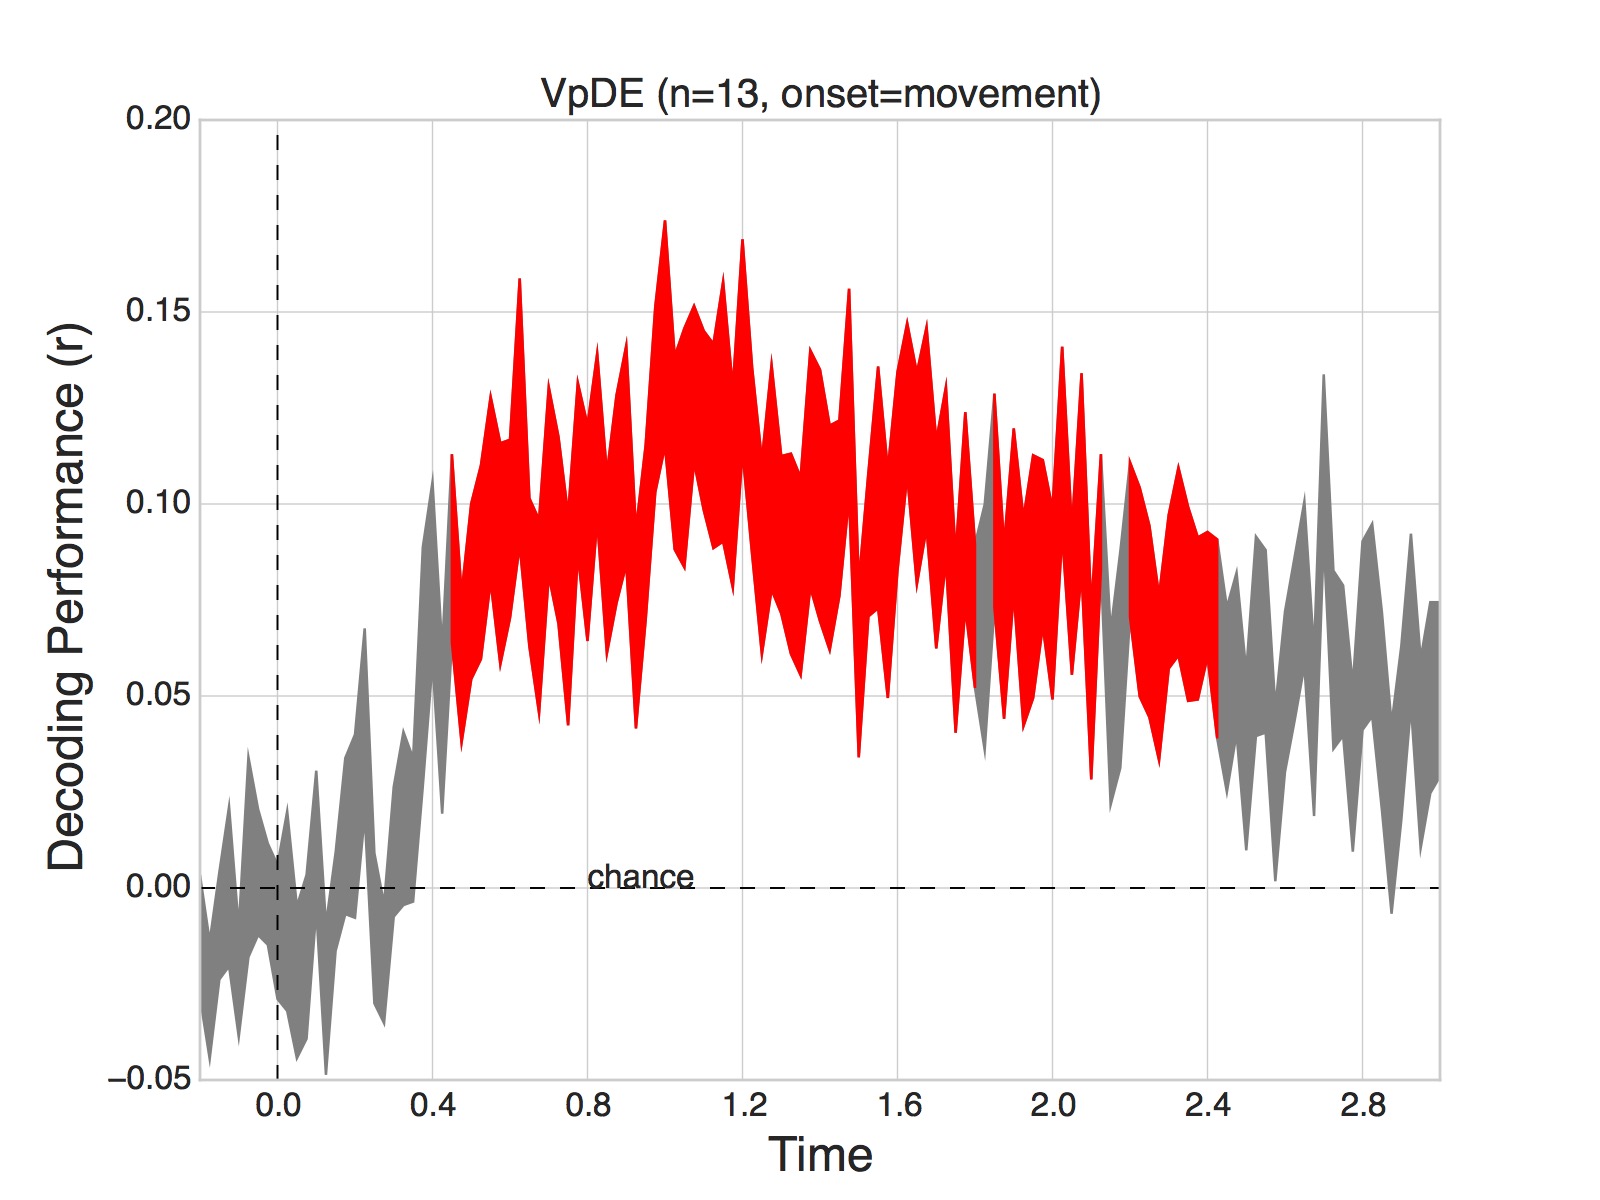 VpDE (n=13, onset=movement)
0.20
0.15
0.10
0.05
0.00
−0.05
Decoding Performance (r)
chance
0.0 0.4 0.8 1.2 1.6 2.0 2.4 2.8
Time